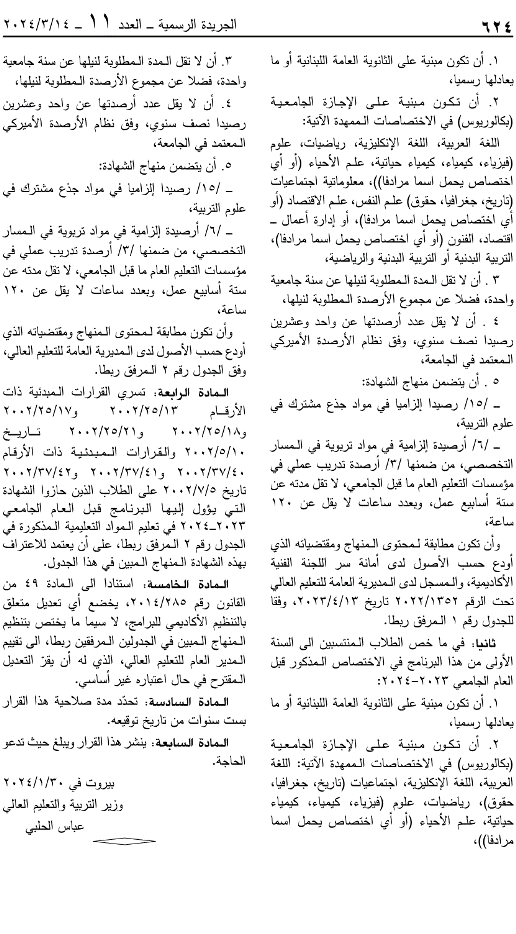 ٦٢٤
الجريدة الرسمية ـ العدد ١١ ـ ٢٠٢٤/٣/١٤
١. أن تكون مبنية على الثانوية العامة اللبنانية أو ما
يعادلها رسميا،
٢. أن تكون مبنية على الإجازة الجامعية
(بكالوريوس) في الاختصاصات الممهدة الآتية:
اللغة العربية، اللغة الإنكليزية، رياضيات، علوم
(فيزياء، كيمياء، كيمياء حياتية، علم الأحياء (أو أي
اختصاص يحمل اسما مرادفا))، معلوماتية اجتماعيات
(تاريخ، جغرافيا، حقوق) علم النفس، علم الاقتصاد (أو
أي اختصاص يحمل اسما مرادفا)، أو إدارة أعمال ـ
اقتصاد، الفنون (أو أي اختصاص يحمل اسما مرادفا)،
التربية البدنية أو التربية البدنية والرياضية،
٣ . أن لا تقل المدة المطلوبة لنيلها عن سنة جامعية
واحدة، فضلا عن مجموع الأرصدة المطلوبة لنيلها،
٤ . أن لا يقل عدد أرصدتها عن واحد وعشرين
رصيدا نصف سنوي، وفق نظام الأرصدة الأميركي
المعتمد في الجامعة،
٥ . أن يتضمن منهاج الشهادة:
ـ /١٥/ رصيدا إلزاميا في مواد جذع مشترك في
علوم التربية،
ـ /٦/ أرصيدة إلزامية في مواد تربوية في المسار
التخصصي، من ضمنها /٣/ أرصدة تدريب عملي في
مؤسسات التعليم العام ما قبل الجامعي، لا تقل مدته عن
ستة أسابيع عمل، وبعدد ساعات لا يقل عن ١٢٠
ساعة،
وأن تكون مطابقة لمحتوى المنهاج ومقتضياته الذي
أودع حسب الأصول لدى أمانة سر اللجنة الفنية
الأكاديمية، والمسجل لدى المديرية العامة للتعليم العالي
تحت الرقم ٢٠٢٢/١٣٥٢ تاريخ ٢٠٢٣/٤/١٣، وفقا
للجدول رقم ١ المرفق ربطا.
ثانيا: في ما خص الطلاب المنتسبين الى السنة
الأولى من هذا البرنامج في الاختصاص المذكور قبل
العام الجامعي ٢٠٢٣-٢٠٢٤:
١. أن تكون مبنية على الثانوية العامة اللبنانية أو ما
يعادلها رسميا،
٢. أن تكون مبنية على الإجازة الجامعية
(بكالوريوس) في الاختصاصات الممهدة الآتية: اللغة
العربية، اللغة الإنكليزية، اجتماعيات (تاريخ، جغرافيا،
حقوق)، رياضيات، علوم (فيزياء، كيمياء، كيمياء
حياتية، علم الأحياء (أو أي اختصاص يحمل اسما
مرادفا))،
٣. أن لا تقل المدة المطلوبة لنيلها عن سنة جامعية
واحدة، فضلا عن مجموع الأرصدة المطلوبة لنيلها،
٤. أن لا يقل عدد أرصدتها عن واحد وعشرين
رصيدا نصف سنوي، وفق نظام الأرصدة الأميركي
المعتمد في الجامعة،
٥. أن يتضمن منهاج الشهادة:
ـ /١٥/ رصيدا إلزاميا في مواد جذع مشترك في
علوم التربية،
ـ /٦/ أرصيدة إلزامية في مواد تربوية في المسار
التخصصي، من ضمنها /٣/ أرصدة تدريب عملي في
مؤسسات التعليم العام ما قبل الجامعي، لا تقل مدته عن
ستة أسابيع عمل، وبعدد ساعات لا يقل عن ١٢٠
ساعة،
وأن تكون مطابقة لمحتوى المنهاج ومقتضياته الذي
أودع حسب الأصول لدى المديرية العامة للتعليم العالي،
وفق الجدول رقم ٢ المرفق ربطا.
المادة الرابعة: تسري القرارات المبدئية ذات
الأرقام ٢٠٠٢/٢٥/١٣ و٢٠٠٢/٢٥/١٧
و٢٠٠٢/٢٥/١٨ و٢٠٠٢/٢٥/٢١ تاريخ
٢٠٠٢/٥/١٠ والقرارات المبدئية ذات الأرقام
٢٠٠٢/٣٧/٤٠ و٢٠٠٢/٣٧/٤١ و٢٠٠٢/٣٧/٤٢
تاريخ ٢٠٠٢/٧/٥ على الطلاب الذين حازوا الشهادة
التي يؤول إليها البرنامج قبل العام الجامعي
٢٠٢٣-٢٠٢٤ في تعليم المواد التعليمية المذكورة في
الجدول رقم ٢ المرفق ربطا، على أن يعتمد للاعتراف
بهذه الشهادة المنهاج المبين في هذا الجدول.
المادة الخامسة: استنادا الى المادة ٤٩ من
القانون رقم ٢٠١٤/٢٨٥، يخضع أي تعديل متعلق
بالتنظيم الأكاديمي للبرامج، لا سيما ما يختص بتنظيم
المنهاج المبين في الجدولين المرفقين ربطا، الى تقييم
المدير العام للتعليم العالي، الذي له أن يقرّ التعديل
المقترح في حال اعتباره غير أساسي.
المادة السادسة: تحدّد مدة صلاحية هذا القرار
بست سنوات من تاريخ توقيعه.
المادة السابعة: ينشر هذا القرار ويبلغ حيث تدعو
الحاجة.
بيروت في ٢٠٢٤/١/٣٠
وزير التربية والتعليم العالي
عباس الحلبي